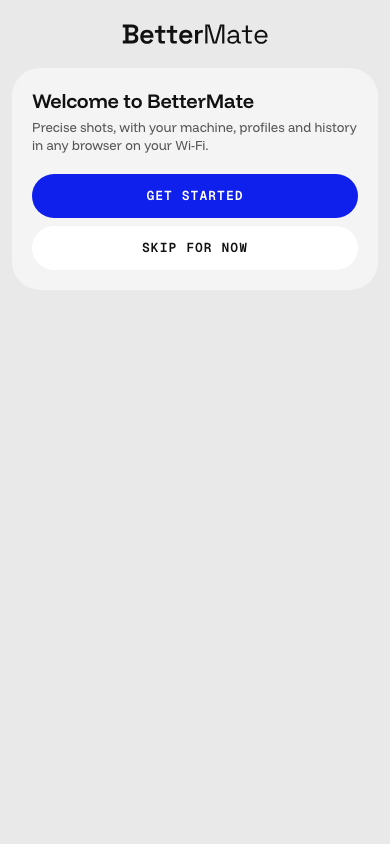 BetterMate
Welcome to BetterMate
Precise shots, with your machine, profiles and history
in any browser on your Wi-Fi.
GET STARTED
SKIP FOR NOW